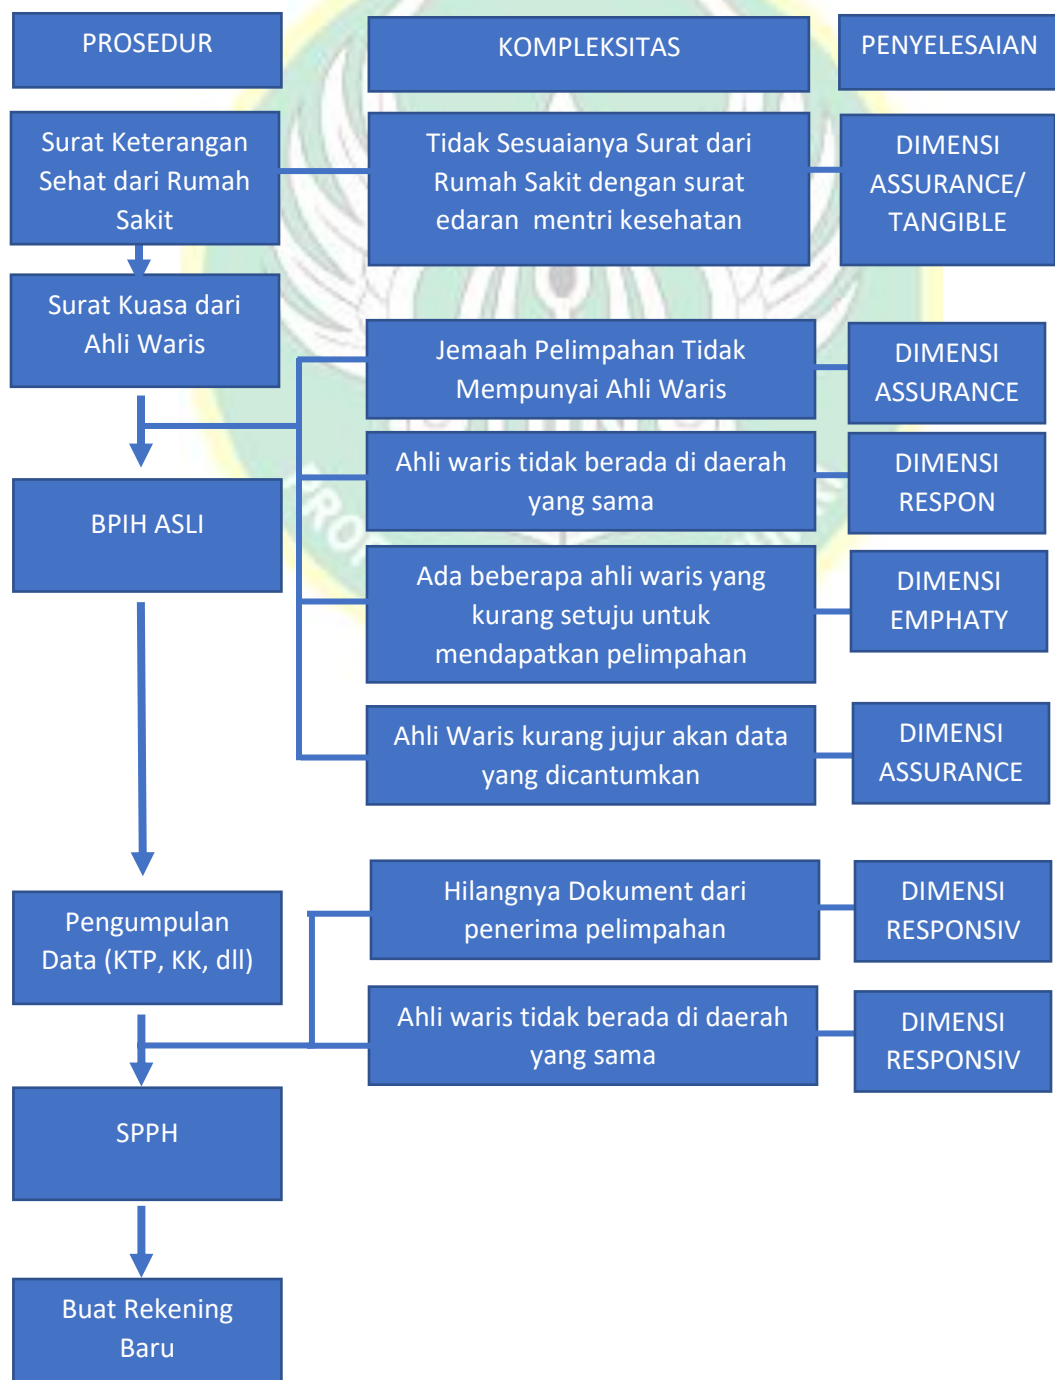 PROSEDUR
KOMPLEKSITAS
PENYELESAIAN
Surat Keterangan
Sehat dari Rumah
Sakit
Tidak Sesuaianya Surat dari
Rumah Sakit dengan surat
edaran mentri kesehatan
DIMENSI
ASSURANCE/
TANGIBLE
Surat Kuasa dari
Ahli Waris
Jemaah Pelimpahan Tidak
Mempunyai Ahli Waris
DIMENSI
ASSURANCE
Ahli waris tidak berada di daerah
yang sama
DIMENSI
RESPON
BPIH ASLI
Ada beberapa ahli waris yang
kurang setuju untuk
mendapatkan pelimpahan
DIMENSI
EMPHATY
Ahli Waris kurang jujur akan data
yang dicantumkan
DIMENSI
ASSURANCE
Pengumpulan
Data (KTP, KK, dll)
Hilangnya Dokument dari
penerima pelimpahan
DIMENSI
RESPONSIV
Ahli waris tidak berada di daerah
yang sama
DIMENSI
RESPONSIV
SPPH
Buat Rekening
Baru